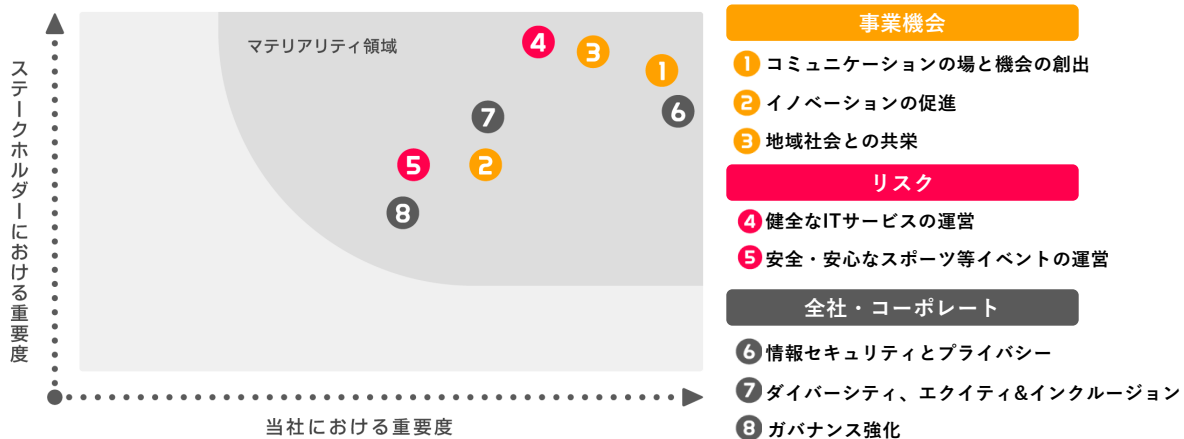 ステークホルダーにおける重要度
マテリアリティ領域
4
3
1
6
7
5
2
8
当社における重要度
事業機会
1 コミュニケーションの場と機会の創出
2 イノベーションの促進
3 地域社会との共栄
リスク
4 健全なITサービスの運営
5 安全・安心なスポーツ等イベントの運営
全社・コーポレート
6 情報セキュリティとプライバシー
7 ダイバーシティ、エクイティ&インクルージョン
8 ガバナンス強化